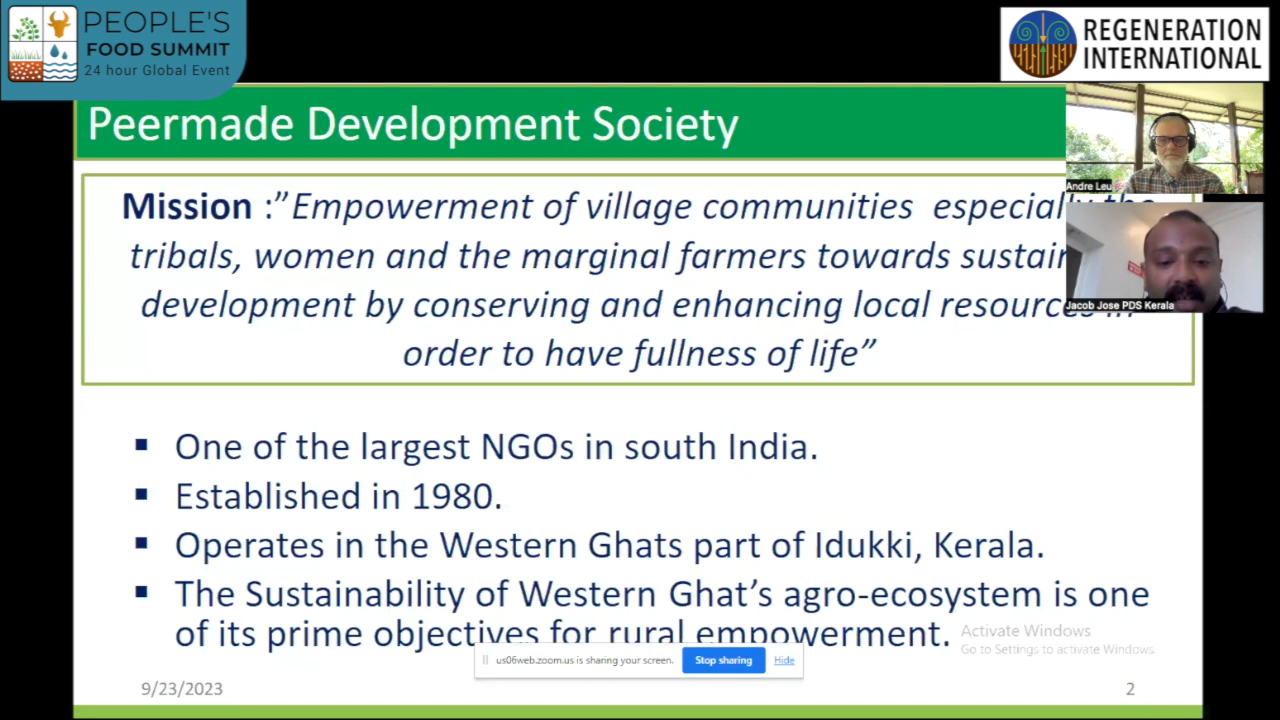 PEOPLE'S
FOOD SUMMIT
24 hour Global Event
REGENERATION
INTERNATIONAL
Peermade Development Society
Andre Leu
Mission :”Empowerment of village communities especially the
tribals, women and the marginal farmers towards
development by conserving and enhancing local resources in
order to have fullness of life”
Jacob Jose PDS Kerala
▪ One of the largest NGOs in south India.
▪ Established in 1980.
▪ Operates in the Western Ghats part of Idukki, Kerala.
▪ The Sustainability of Western Ghat’s agro-ecosystem is one
of its prime objectives for rural empowerment.
Activate Windows
Go to Settings to activate Windows.
us06web.zoom.us is sharing your screen. Stop sharing Hide
9/23/2023
2